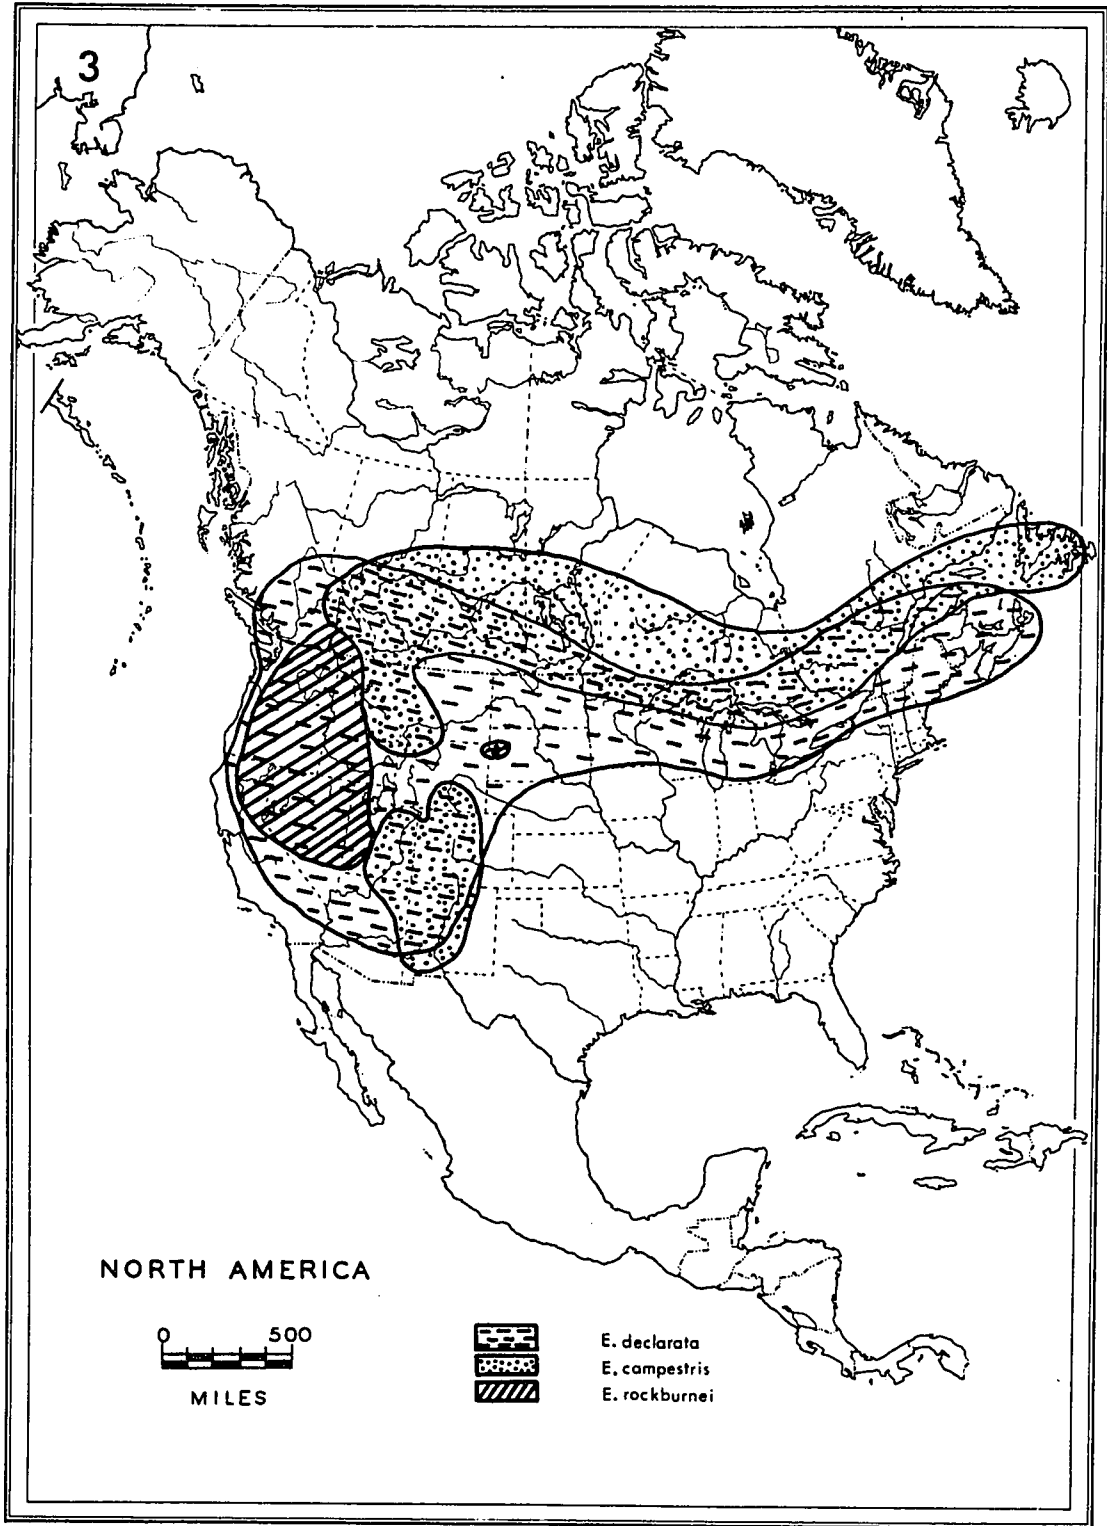 3
NORTH AMERICA
0 500
MILES
E. declarata
E. campestris
E. rockburnei